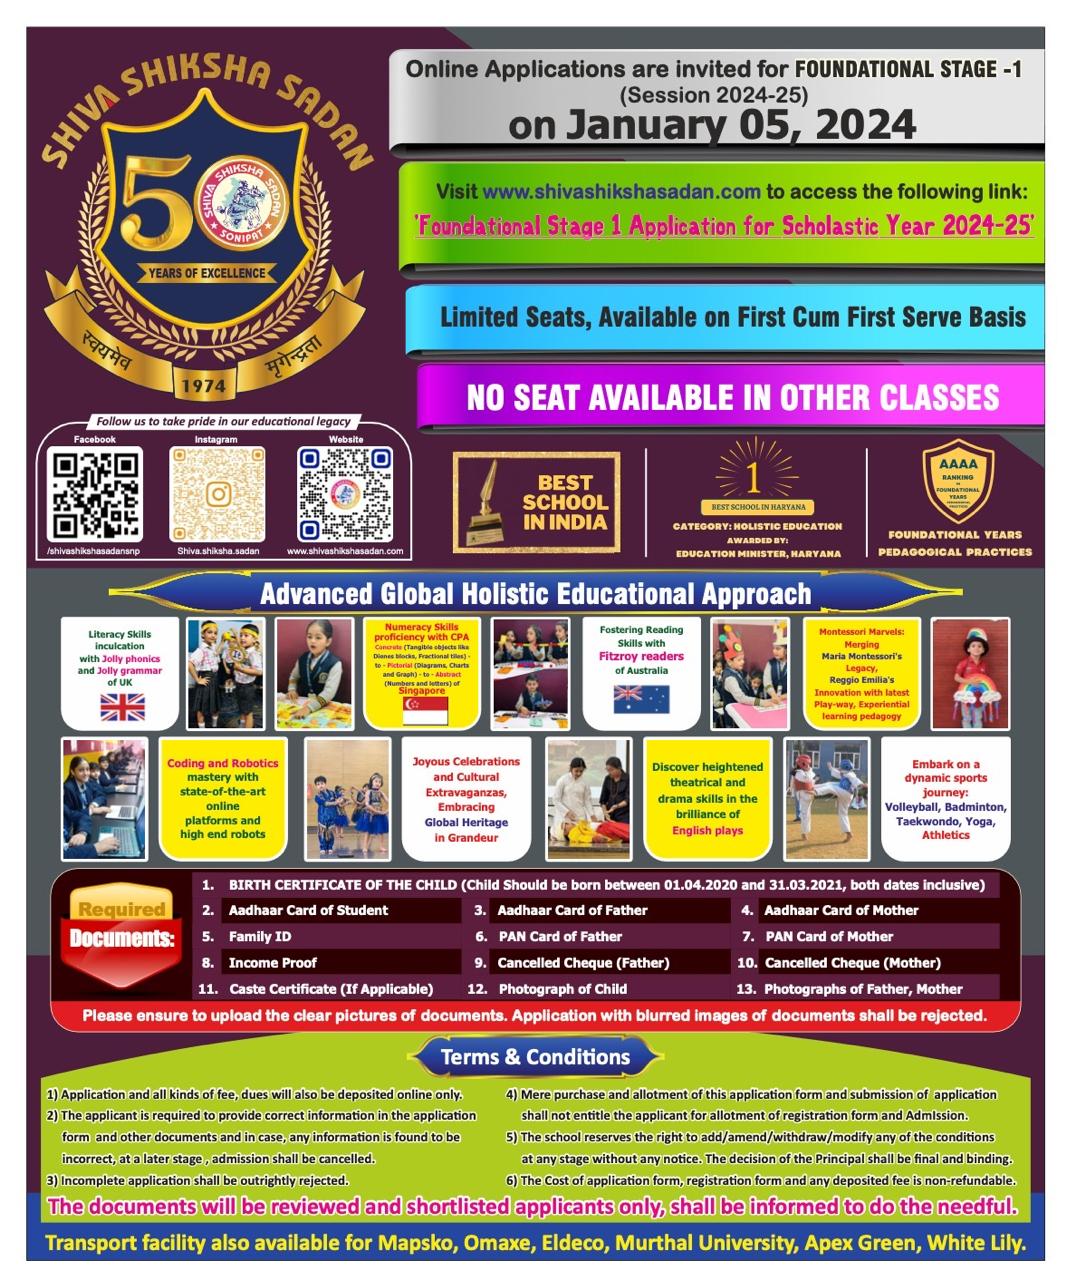 SHIVA SHIKSHA SADAN
50
SHIVA SHIKSHA SADAN
SONIPAT
YEARS OF EXCELLENCE
स्वयमेव
मृगेन्द्रता
1974
Online Applications are invited for FOUNDATIONAL STAGE -1
(Session 2024-25)
on January 05, 2024
Visit www.shivashikshasadan.com to access the following link:
'Foundational Stage 1 Application for Scholastic Year 2024-25'
Limited Seats, Available on First Cum First Serve Basis
NO SEAT AVAILABLE IN OTHER CLASSES
Follow us to take pride in our educational legacy
Facebook
Instagram
Website
/shivashikshasadansnp
Shiva.shiksha.sadan
www.shivashikshasadan.com
BEST
SCHOOL
IN INDIA
1
BEST SCHOOL IN HARYANA
CATEGORY: HOLISTIC EDUCATION
AWARDED BY:
EDUCATION MINISTER, HARYANA
AAAA
RANKING
IN
FOUNDATIONAL
YEARS
FOUNDATIONAL YEARS
PEDAGOGICAL PRACTICES
Advanced Global Holistic Educational Approach
Literacy Skills
inculcation
with Jolly phonics
and Jolly grammar
of UK
Numeracy Skills
proficiency with CPA
Concrete (Tangible objects like
Dienes blocks, Fractional tiles) -
to - Pictorial (Diagrams, Charts
and Graph) - to - Abstract
(Numbers and letters) of
Singapore
Fostering Reading
Skills with
Fitzroy readers
of Australia
Montessori Marvels:
Merging
Maria Montessori's
Legacy,
Reggio Emilia's
Innovation with latest
Play-way, Experiential
learning pedagogy
Coding and Robotics
mastery with
state-of-the-art
online
platforms and
high end robots
Joyous Celebrations
and Cultural
Extravaganzas,
Embracing
Global Heritage
in Grandeur
Discover heightened
theatrical and
drama skills in the
brilliance of
English plays
Embark on a
dynamic sports
journey:
Volleyball, Badminton,
Taekwondo, Yoga,
Athletics
Required
Documents:
1. BIRTH CERTIFICATE OF THE CHILD (Child Should be born between 01.04.2020 and 31.03.2021, both dates inclusive)
2. Aadhaar Card of Student
3. Aadhaar Card of Father
4. Aadhaar Card of Mother
5. Family ID
6. PAN Card of Father
7. PAN Card of Mother
8. Income Proof
9. Cancelled Cheque (Father)
10. Cancelled Cheque (Mother)
11. Caste Certificate (If Applicable)
12. Photograph of Child
13. Photographs of Father, Mother
Please ensure to upload the clear pictures of documents. Application with blurred images of documents shall be rejected.
Terms & Conditions
1) Application and all kinds of fee, dues will also be deposited online only.
2) The applicant is required to provide correct information in the application
form and other documents and in case, any information is found to be
incorrect, at a later stage , admission shall be cancelled.
3) Incomplete application shall be outrightly rejected.
4) Mere purchase and allotment of this application form and submission of application
shall not entitle the applicant for allotment of registration form and AdmIssion.
5) The school reserves the right to add/amend/withdraw/modify any of the conditions
at any stage without any notice. The decision of the Principal shall be final and binding.
6) The Cost of application form, registration form and any deposited fee is non-refundable.
The documents will be reviewed and shortlisted applicants only, shall be informed to do the needful.
Transport facility also available for Mapsko, Omaxe, Eldeco, Murthal University, Apex Green, White Lily.